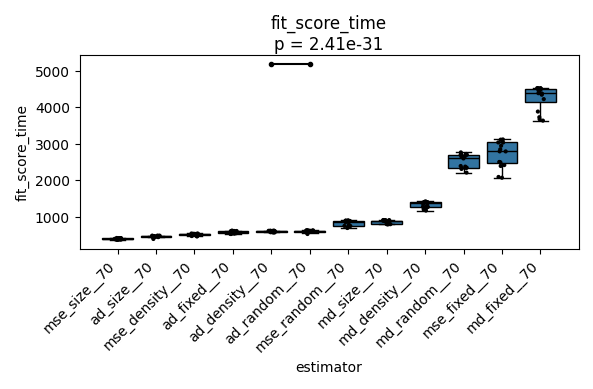 fit_score_time
p = 2.41e-31
fit_score_time
5000
4000
3000
2000
1000
mse_size__70
ad_size__70
mse_density__70
ad_fixed__70
ad_density__70
ad_random__70
mse_random__70
md_size__70
md_density__70
md_random__70
mse_fixed__70
md_fixed__70
estimator